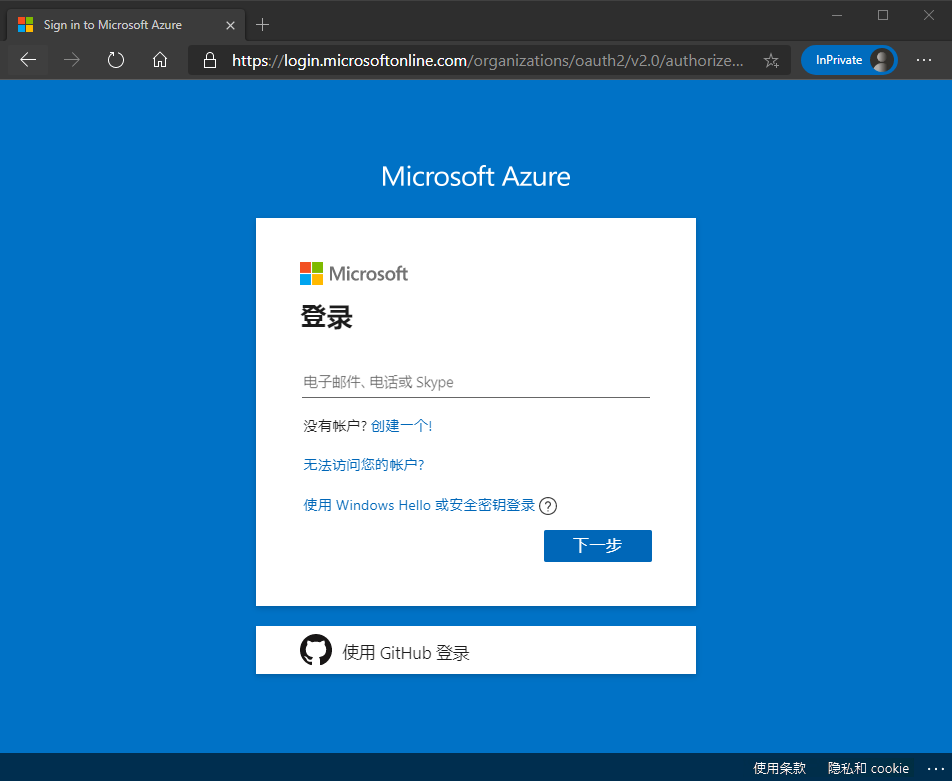 Sign in to Microsoft Azure
https://login.microsoftonline.com/organizations/oauth2/v2.0/authorize...
InPrivate
Microsoft Azure
Microsoft
登录
电子邮件、电话或 Skype
没有帐户? 创建一个!
无法访问您的帐户?
使用 Windows Hello 或安全密钥登录
下一步
使用 GitHub 登录
使用条款 隐私和 cookie ...